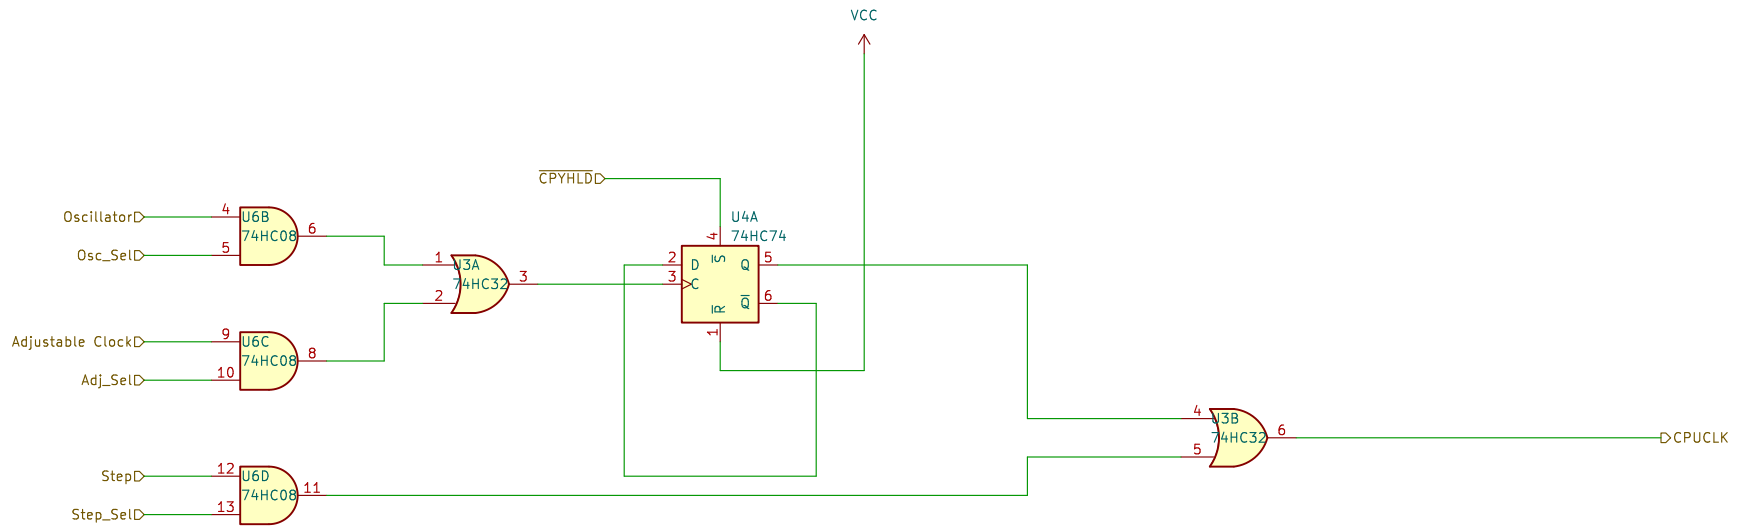 VCC
CPYHLD
Oscillator
4
U6B
74HC08
6
Osc_Sel
5
1
U3A
74HC32
3
2
Adjustable Clock
9
U6C
74HC08
8
Adj_Sel
10
U4A
74HC74
4
S
2
D
Q
5
3
C
Q
6
R
1
Step
12
U6D
74HC08
11
Step_Sel
13
4
U3B
74HC32
6
5
CPUCLK